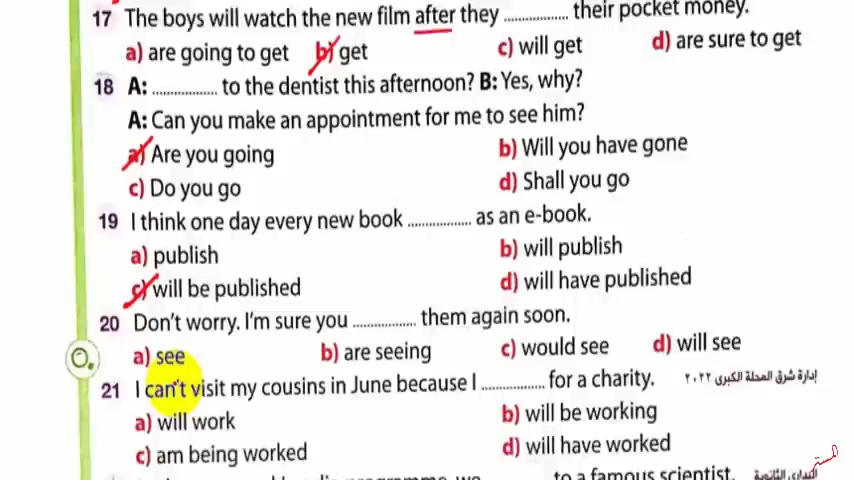 17 The boys will watch the new film after they ................ their pocket money.
a) are going to get b) get c) will get d) are sure to get
18 A: ................ to the dentist this afternoon? B: Yes, why?
A: Can you make an appointment for me to see him?
a) Are you going b) Will you have gone
c) Do you go d) Shall you go
19 I think one day every new book ................ as an e-book.
a) publish b) will publish
c) will be published d) will have published
20 Don't worry. I'm sure you ................ them again soon.
O. a) see b) are seeing c) would see d) will see
21 I can't visit my cousins in June because I ................ for a charity. إدارة شرق المحلة الكبرى ٢٠٢٢
a) will work b) will be working
c) am being worked d) will have worked
to a famous scientist.